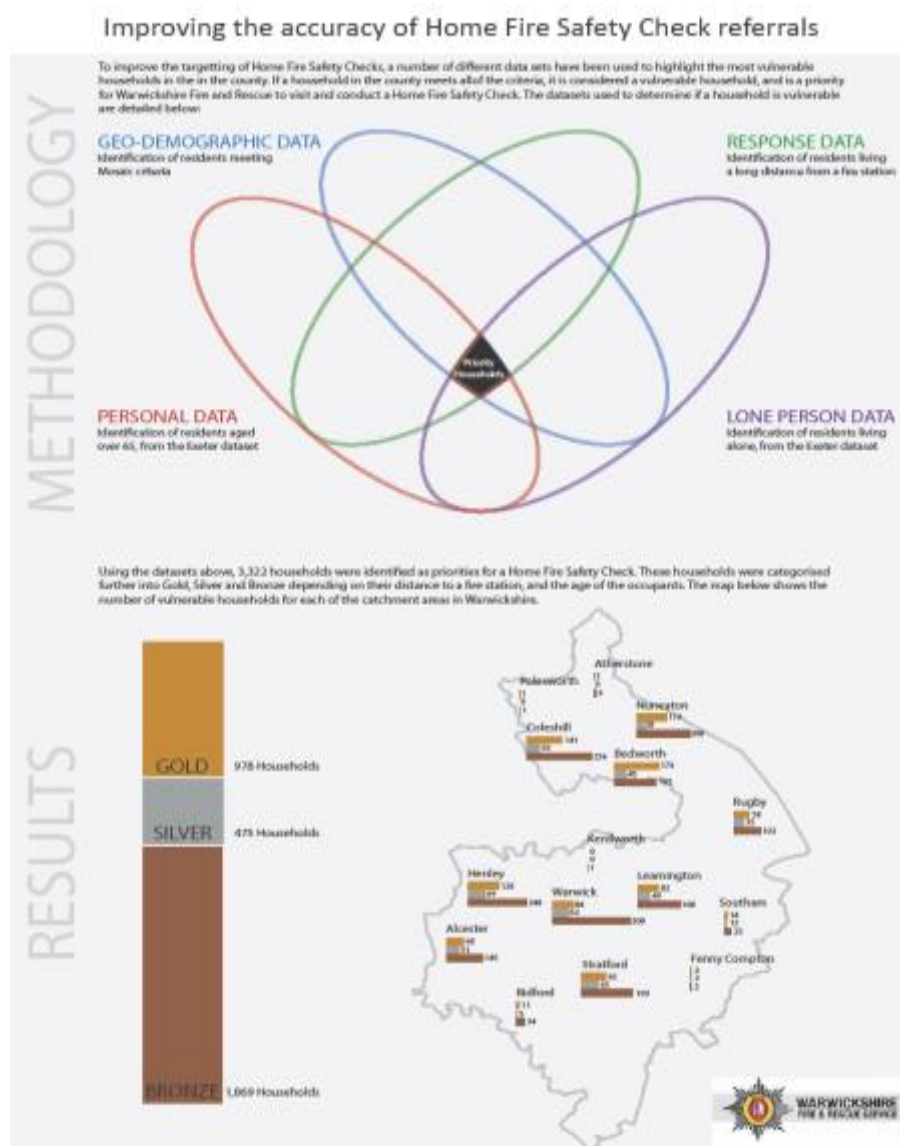 Improving the accuracy of Home Fire Safety Check referrals
METHODOLOGY
To improve the targetting of Home Fire Safety Checks, a number of different data sets have been used to highlight the most vulnerable
households in the in the county. If a household in the county meets all of the criteria, it is considered a vulnerable household, and is a priority
for Warwickshire Fire and Rescue to visit and conduct a Home Fire Safety Check. The datasets used to determine if a household is vulnerable
are detailed below:
GEO-DEMOGRAPHIC DATA
Identification of residents meeting
Mosaic criteria
RESPONSE DATA
Identification of residents living
a long distance from a fire station
Priority
Households
PERSONAL DATA
Identification of residents aged
over 65, from the Exeter dataset
LONE PERSON DATA
Identification of residents living
alone, from the Exeter dataset
Using the datasets above, 3,322 households were identified as priorities for a Home Fire Safety Check. These households were categorised
further into Gold, Silver and Bronze depending on their distance to a fire station, and the age of the occupants. The map below shows the
number of vulnerable households for each of the catchment areas in Warwickshire.
RESULTS
GOLD
978 Households
SILVER
475 Households
BRONZE
1,869 Households
Atherstone
Polesworth
Nuneaton
Coleshill
Bedworth
Rugby
Kenilworth
Henley
Leamington
Warwick
Southam
Alcester
Stratford
Fenny Compton
Bidford
WARWICKSHIRE
FIRE & RESCUE SERVICE